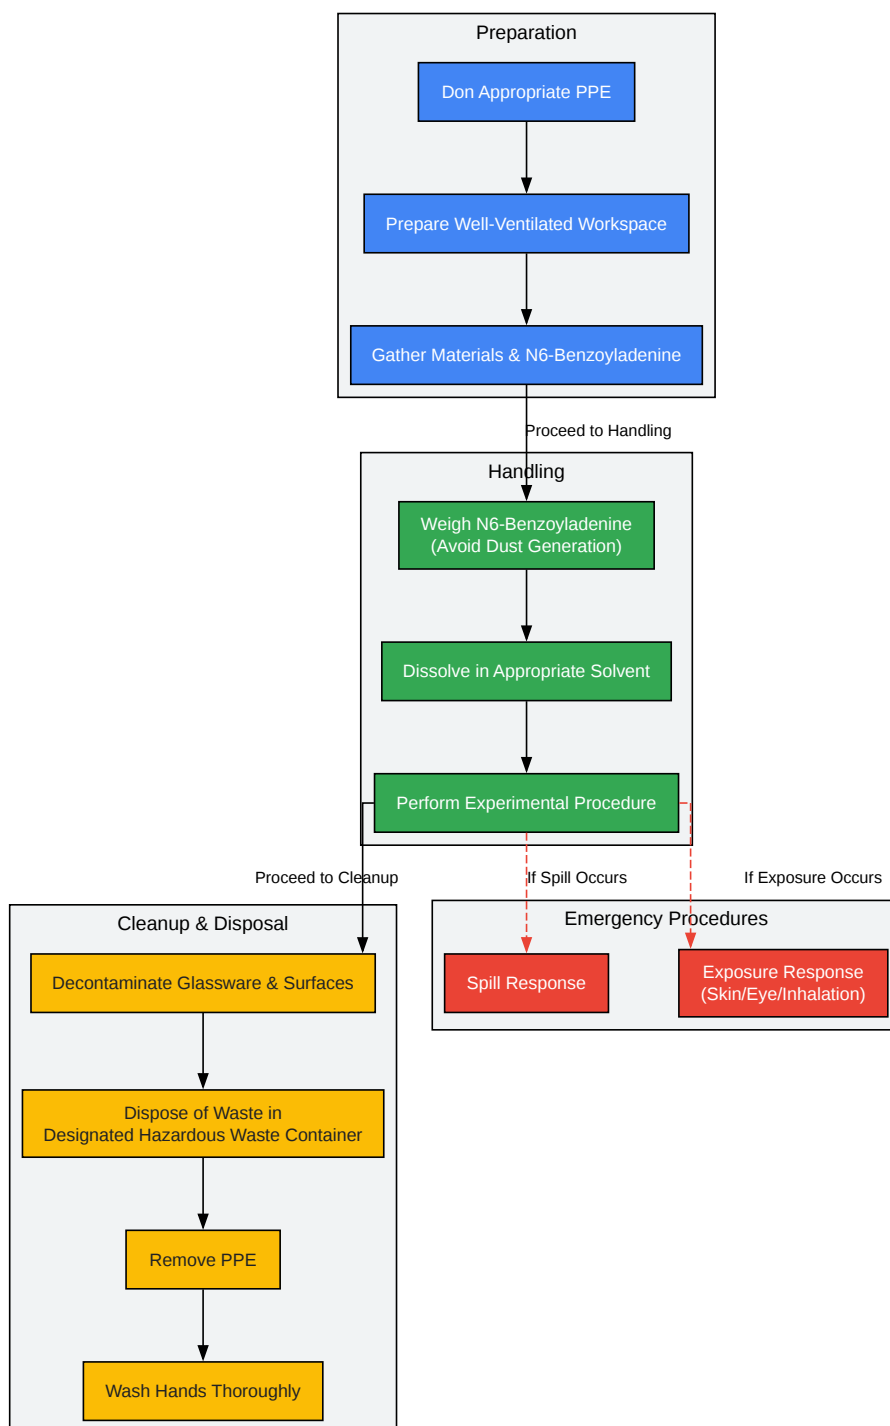 Preparation
Don Appropriate PPE
Prepare Well-Ventilated Workspace
Gather Materials & N6-Benzoyladenine
Proceed to Handling
Handling
Weigh N6-Benzoyladenine
(Avoid Dust Generation)
Dissolve in Appropriate Solvent
Perform Experimental Procedure
Proceed to Cleanup
If Spill Occurs
If Exposure Occurs
Cleanup & Disposal
Decontaminate Glassware & Surfaces
Dispose of Waste in
Designated Hazardous Waste Container
Remove PPE
Wash Hands Thoroughly
Emergency Procedures
Spill Response
Exposure Response
(Skin/Eye/Inhalation)